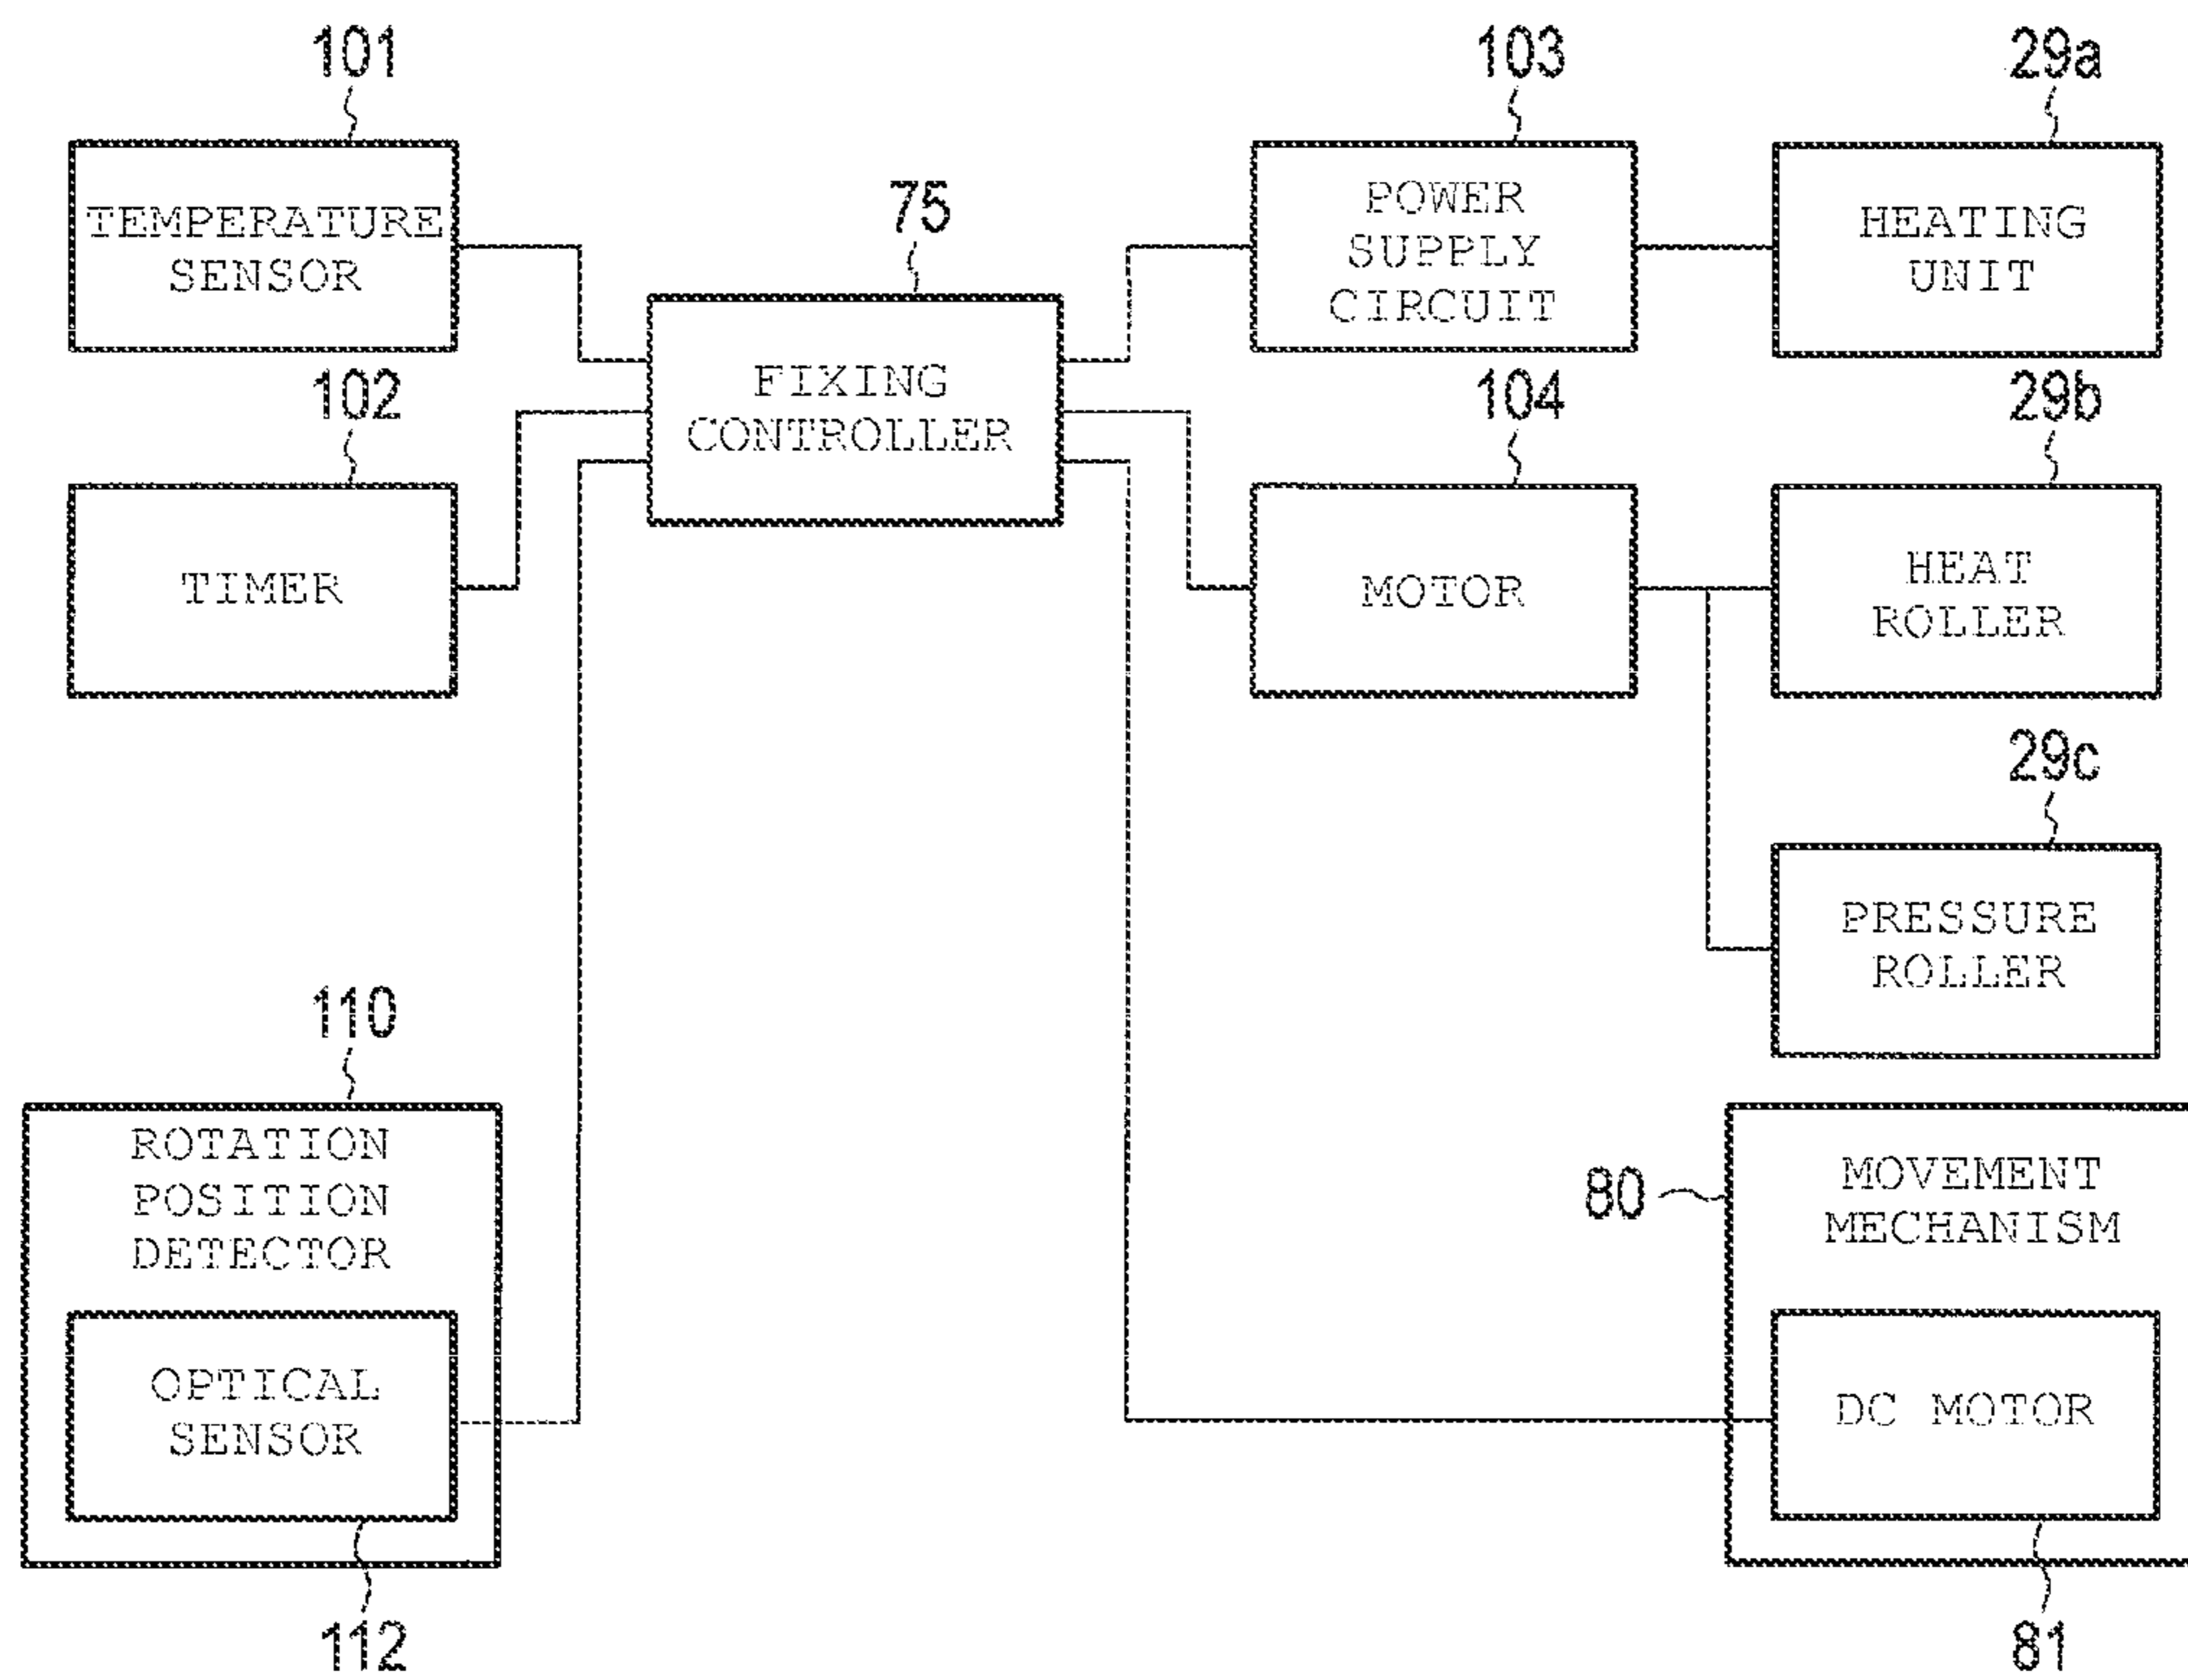 101
TEMPERATURE
SENSOR
102
TIMER
75
FIXING
CONTROLLER
103
POWER
SUPPLY
CIRCUIT
29a
HEATING
UNIT
104
MOTOR
29b
HEAT
ROLLER
29c
PRESSURE
ROLLER
110
ROTATION
POSITION
DETECTOR
OPTICAL
SENSOR
112
80
MOVEMENT
MECHANISM
DC MOTOR
81